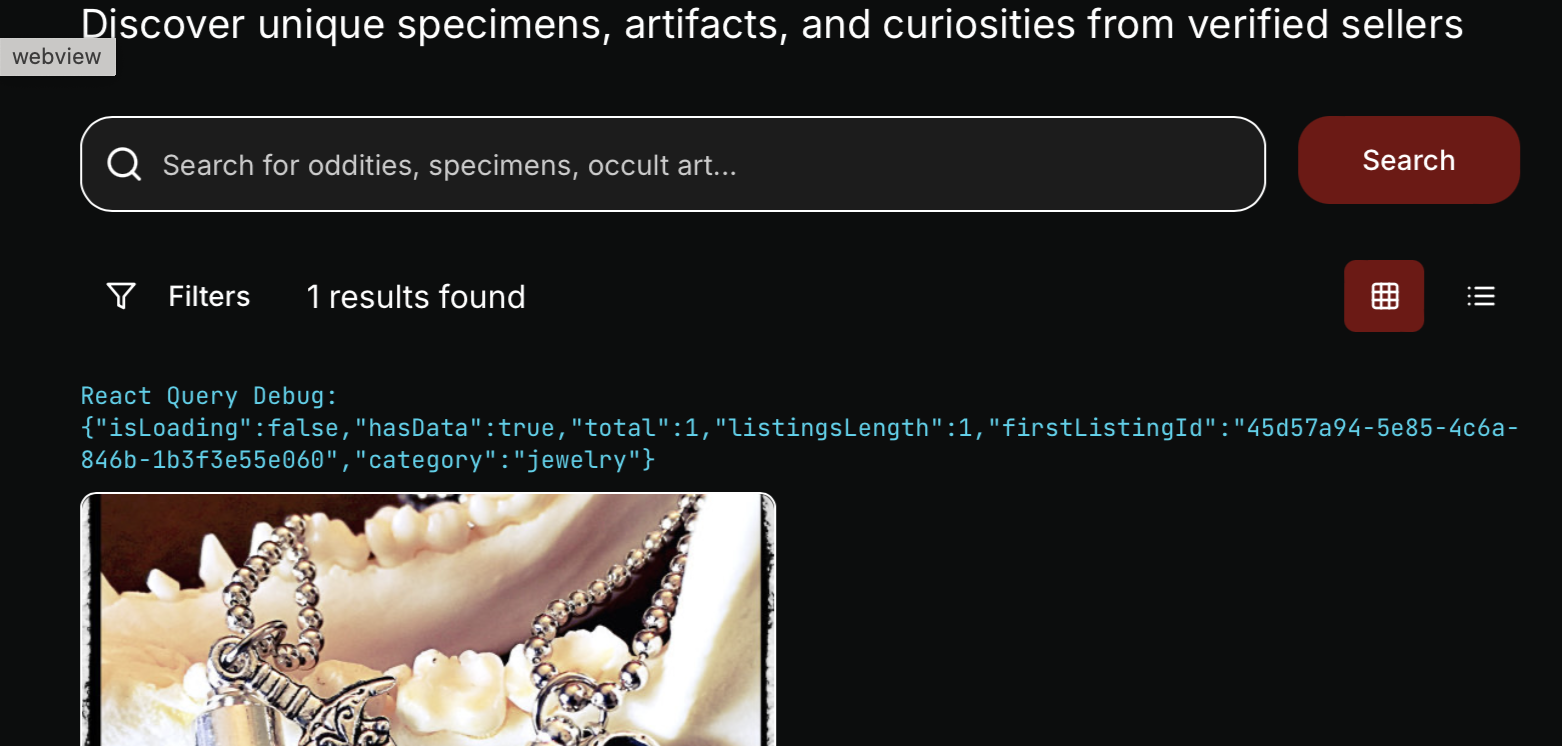 Discover unique specimens, artifacts, and curiosities from verified sellers
webview
Search for oddities, specimens, occult art...
Search
Filters
1 results found
React Query Debug:
{"isLoading":false,"hasData":true,"total":1,"listingsLength":1,"firstListingId":"45d57a94-5e85-4c6a-
846b-1b3f3e55e060","category":"jewelry"}